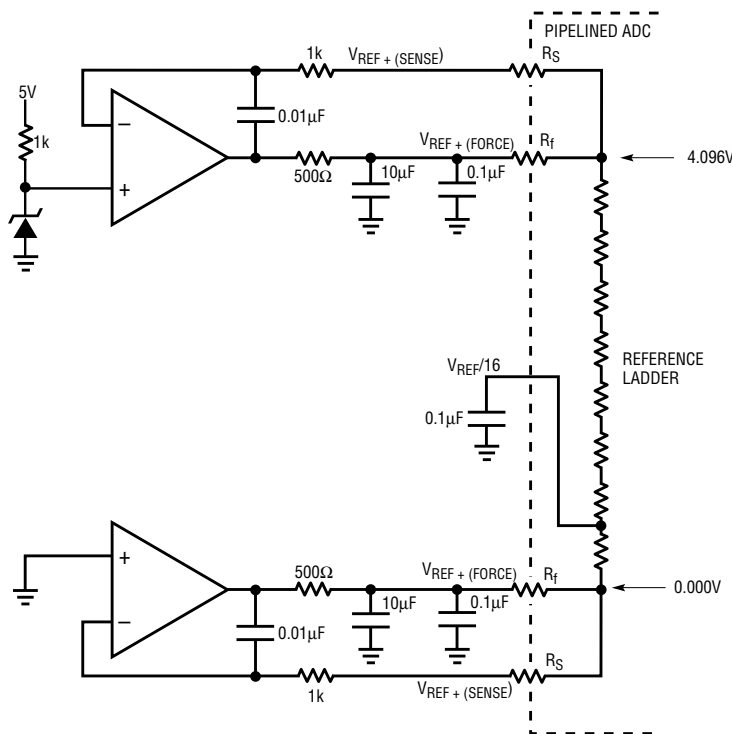 PIPELINED ADC
1k
VREF + (SENSE)
RS
5V
1k
−
0.01µF
+
500Ω
10µF
VREF + (FORCE)
0.1µF
Rf
4.096V
VREF/16
REFERENCE
LADDER
0.1µF
+
500Ω
VREF + (FORCE)
Rf
0.000V
−
0.01µF
10µF
0.1µF
1k
VREF + (SENSE)
RS